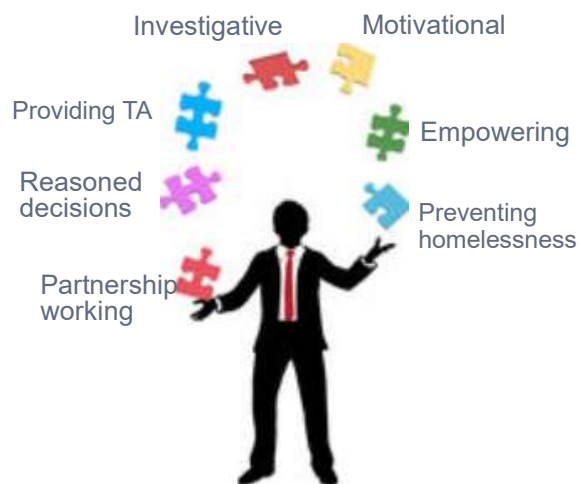 Investigative
Motivational
Providing TA
Empowering
Reasoned
decisions
Preventing
homelessness
Partnership
working